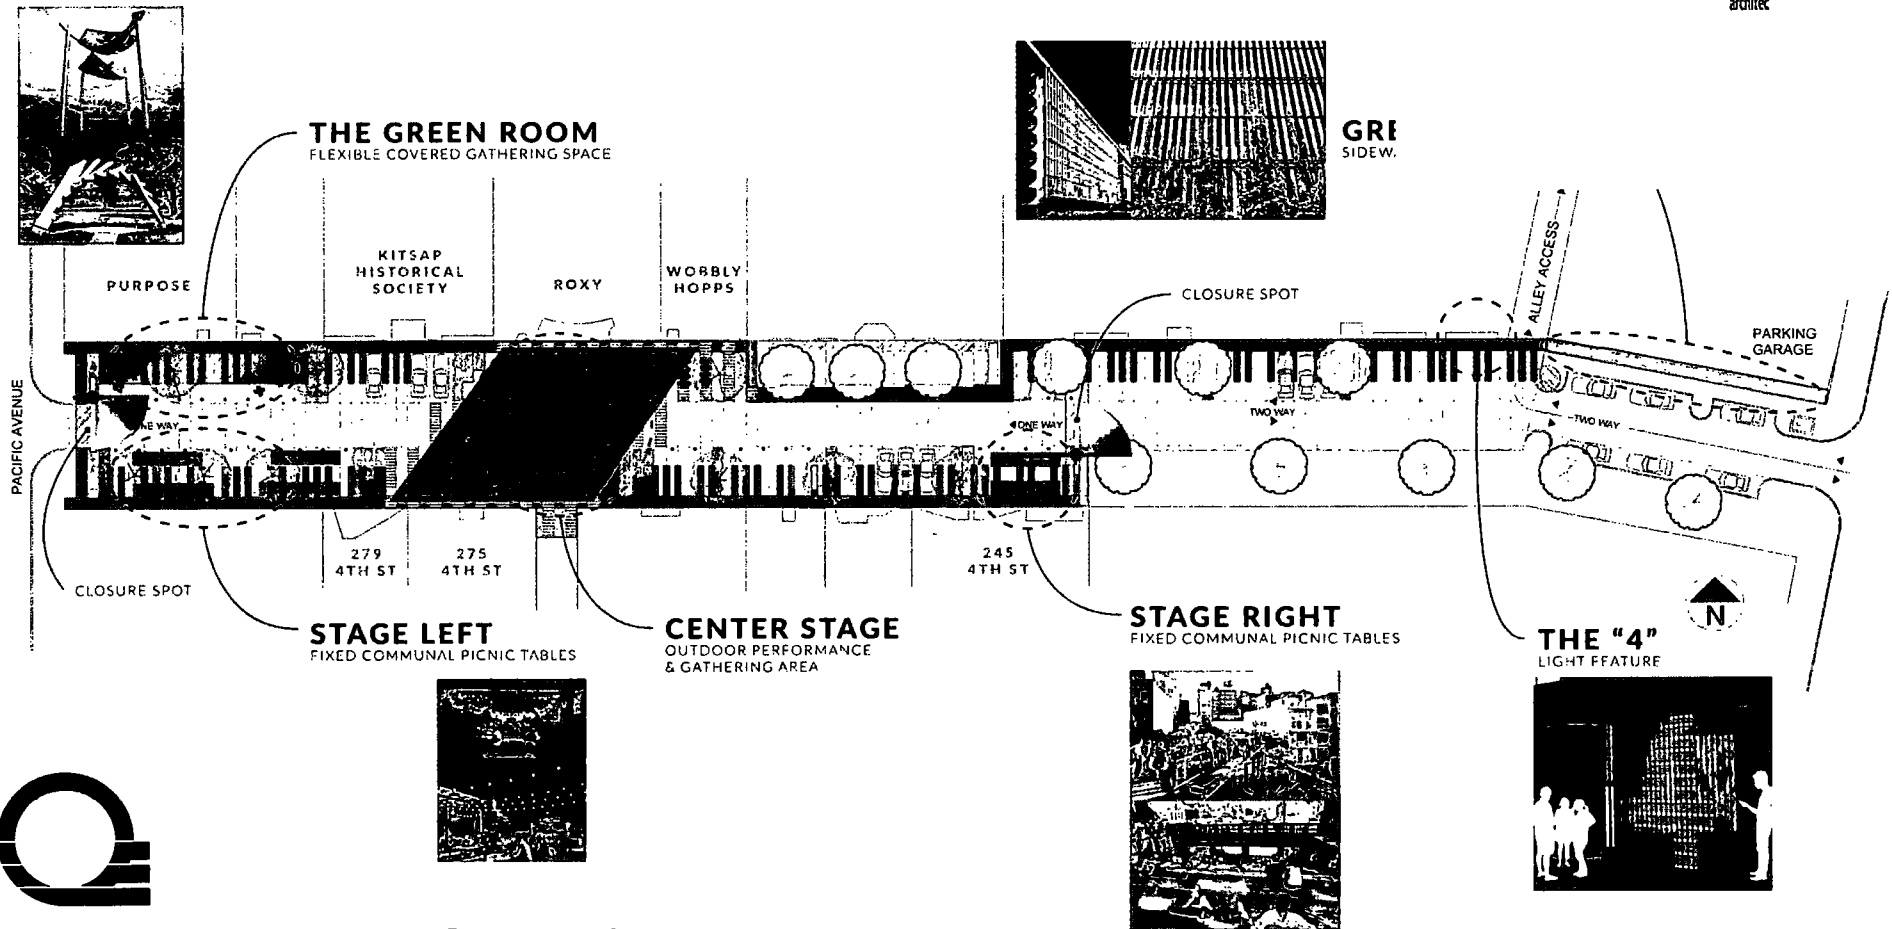 architec
THE GREEN ROOM
FLEXIBLE COVERED GATHERING SPACE
GRE
SIDEW
PURPOSE
KITSAP
HISTORICAL
SOCIETY
ROXY
WOBBLY
HOPPS
CLOSURE SPOT
ALLEY ACCESS
PARKING
GARAGE
PACIFIC AVENUE
NE WAY
ONE WAY
TWO WAY
TWO WAY
279
4TH ST
275
4TH ST
245
4TH ST
CLOSURE SPOT
STAGE LEFT
FIXED COMMUNAL PICNIC TABLES
CENTER STAGE
OUTDOOR PERFORMANCE
& GATHERING AREA
STAGE RIGHT
FIXED COMMUNAL PICNIC TABLES
N
THE “4”
LIGHT FEATURE